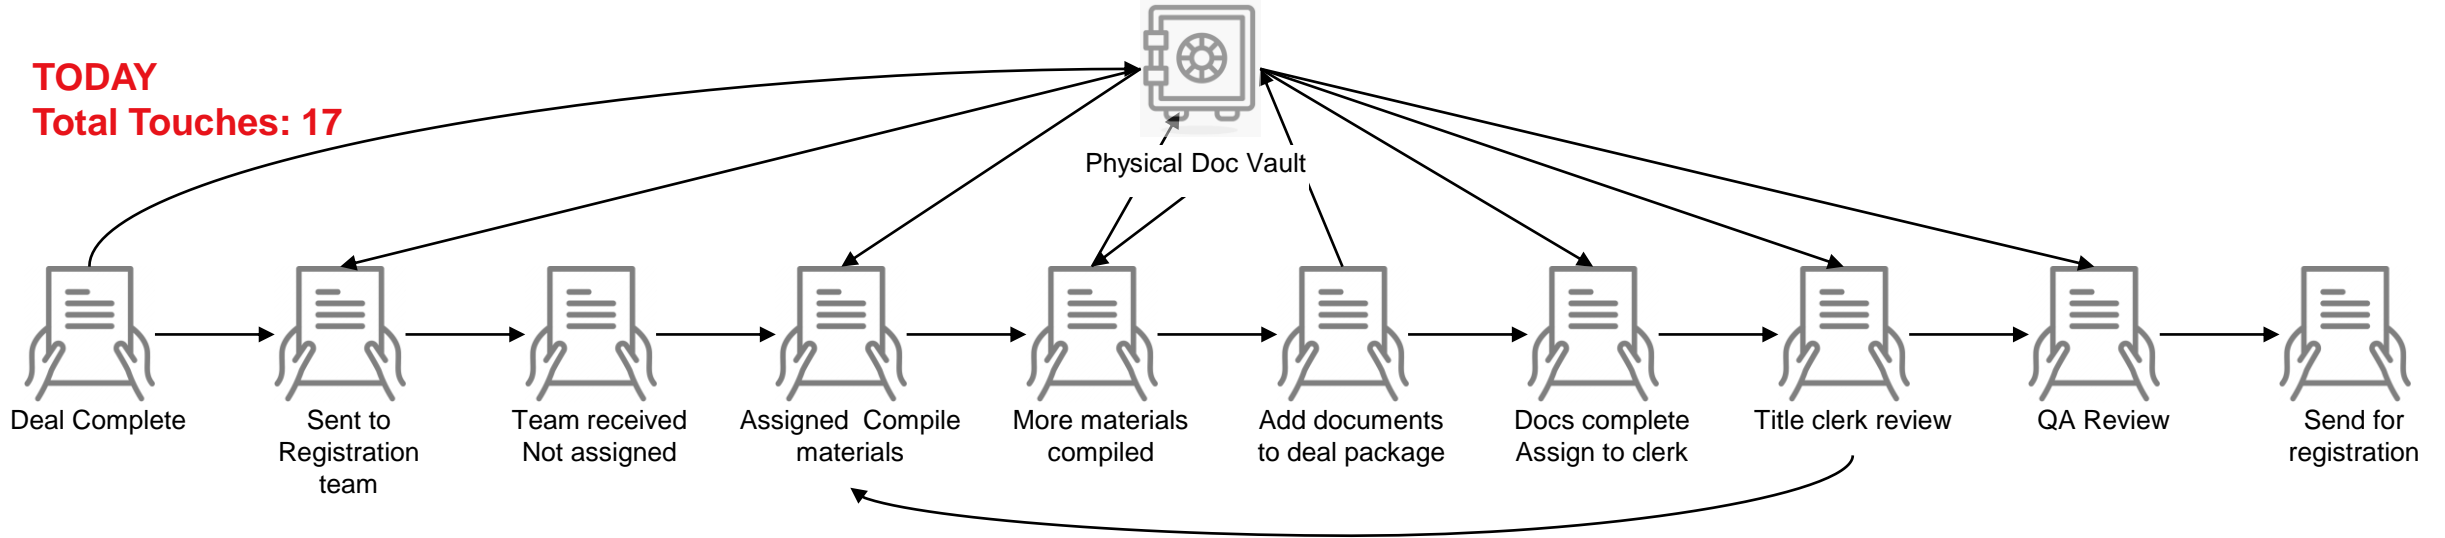 TODAY
Total Touches: 17
Physical Doc Vault
Deal Complete
Sent to
Registration
team
Team received
Not assigned
Assigned  Compile
materials
More materials
compiled
Add documents
to deal package
Docs complete
Assign to clerk
Title clerk review
QA Review
Send for
registration